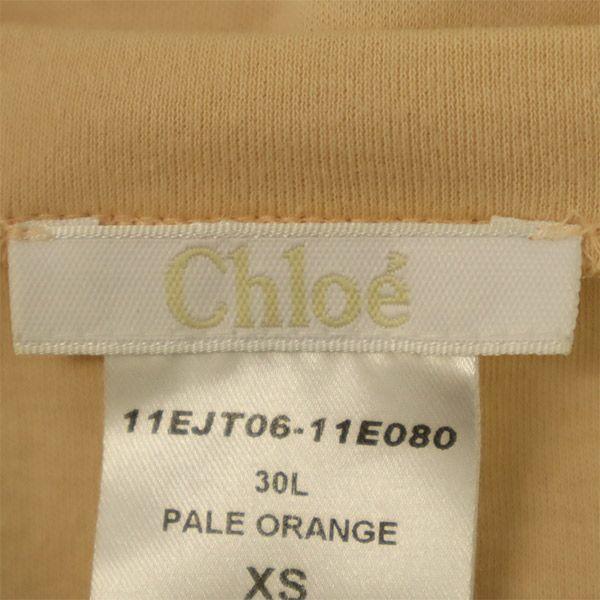 Chloé
11EJT06-11E080
30L
PALE ORANGE
XS